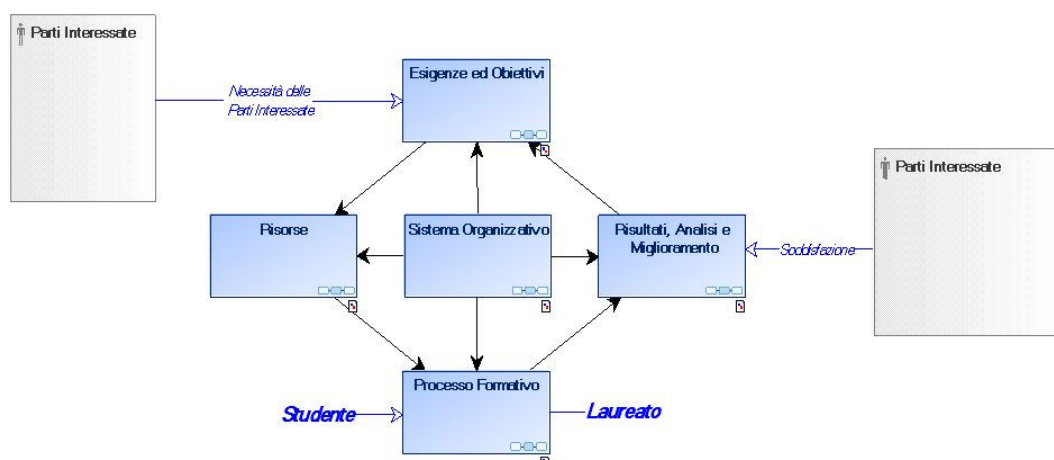 Parti Interessate
Esigenze ed Obiettivi
Necessità delle
Parti Interessate
Parti Interessate
Risorse
Sistema Organizzativo
Risultati, Analisi e
Miglioramento
Soddisfazione
Processo Formativo
Studente
Laureato